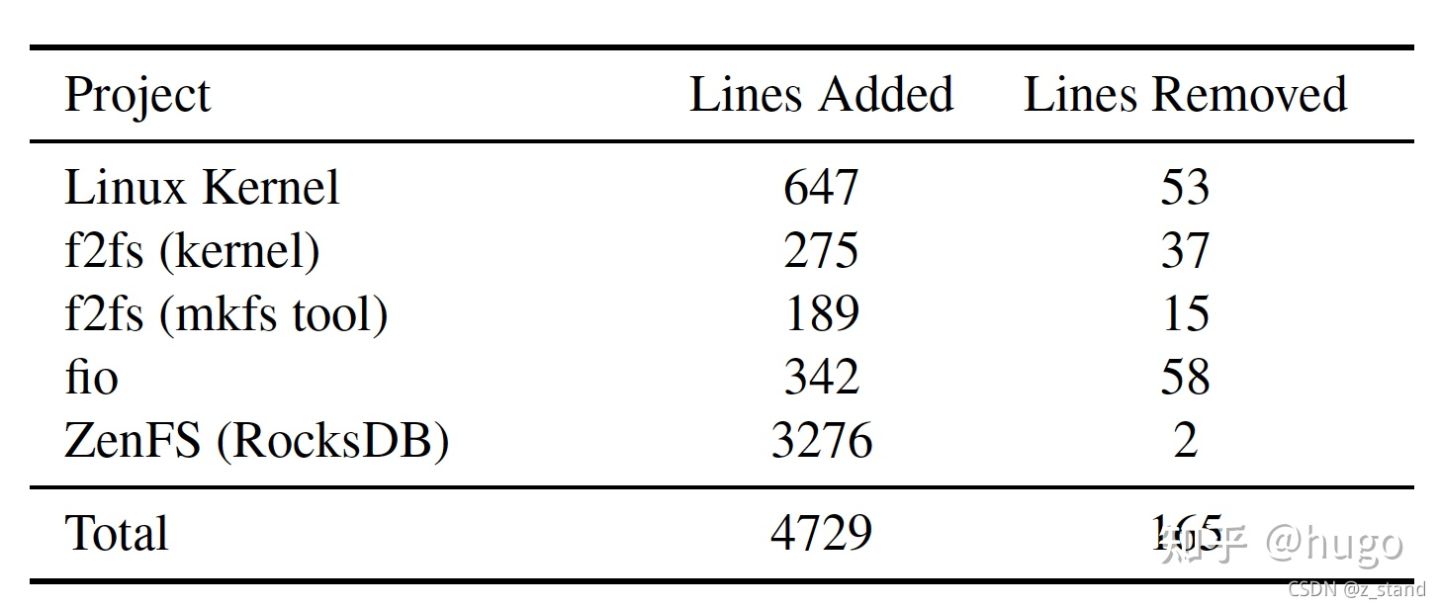 Project Lines Added Lines Removed
Linux Kernel 647 53
f2fs (kernel) 275 37
f2fs (mkfs tool) 189 15
fio 342 58
ZenFS (RocksDB) 3276 2
Total 4729 165
知乎 @hugo
CSDN @z_stand